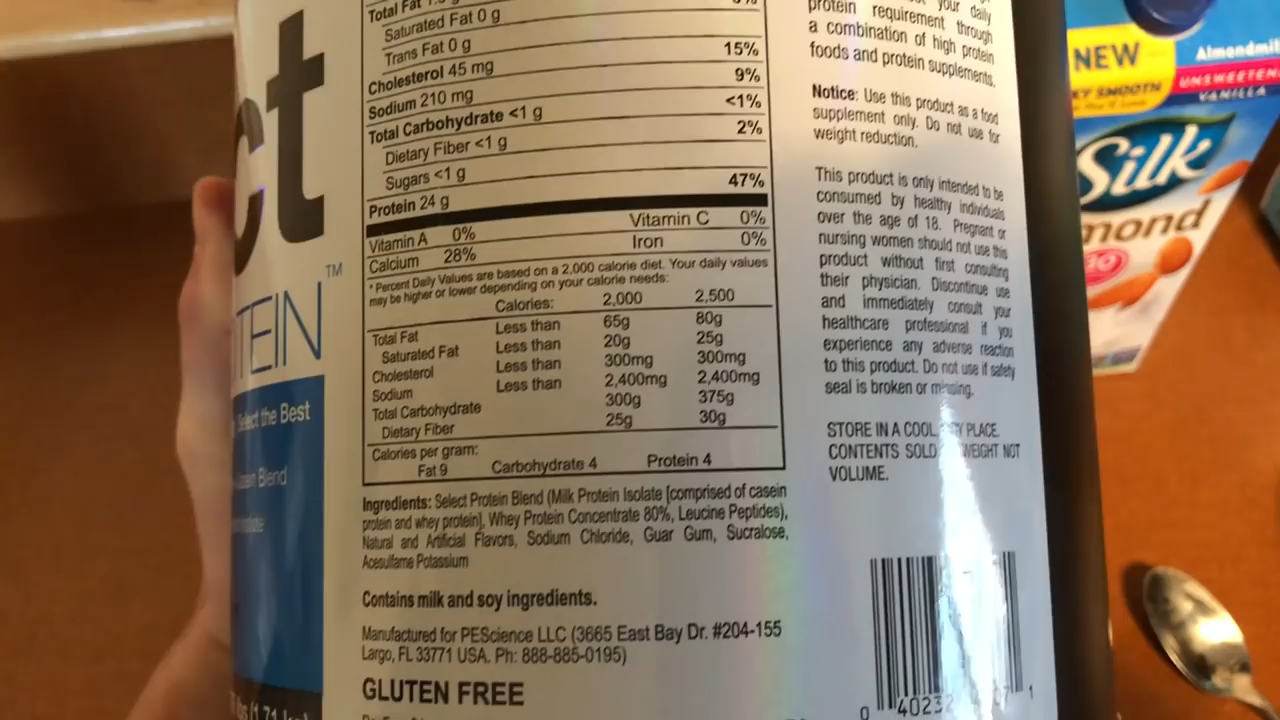 ct
TEIN™
Select the Best
Blend
Total Fat
Saturated Fat 0 g
Trans Fat 0 g
Cholesterol 45 mg 15%
Sodium 210 mg 9%
Total Carbohydrate <1 g <1%
Dietary Fiber <1 g 2%
Sugars <1 g
Protein 24 g 47%
Vitamin A 0% Vitamin C 0%
Calcium 28% Iron 0%
* Percent Daily Values are based on a 2,000 calorie diet. Your daily values
may be higher or lower depending on your calorie needs:
Calories: 2,000 2,500
Total Fat Less than 65g 80g
Saturated Fat Less than 20g 25g
Cholesterol Less than 300mg 300mg
Sodium Less than 2,400mg 2,400mg
Total Carbohydrate 300g 375g
Dietary Fiber 25g 30g
Calories per gram:
Fat 9 Carbohydrate 4 Protein 4
Ingredients: Select Protein Blend (Milk Protein Isolate [comprised of casein
protein and whey protein], Whey Protein Concentrate 80%, Leucine Peptides),
Natural and Artificial Flavors, Sodium Chloride, Guar Gum, Sucralose,
Acesulfame Potassium
Contains milk and soy ingredients.
Manufactured for PEScience LLC (3665 East Bay Dr. #204-155
Largo, FL 33771 USA. Ph: 888-885-0195)
GLUTEN FREE
your daily
protein requirement through
a combination of high protein
foods and protein supplements.
Notice: Use this product as a food
supplement only. Do not use for
weight reduction.
This product is only intended to be
consumed by healthy individuals
over the age of 18. Pregnant or
nursing women should not use this
product without first consulting
their physician. Discontinue use
and immediately consult your
healthcare professional if you
experience any adverse reaction
to this product. Do not use if safety
seal is broken or missing.
STORE IN A COOL, PLACE.
CONTENTS SOLD WEIGHT NOT
VOLUME.
0 40232 07 1
NEW
SMOOTH
Almondmil
UNSWEETEN
VANILLA
Silk
mond